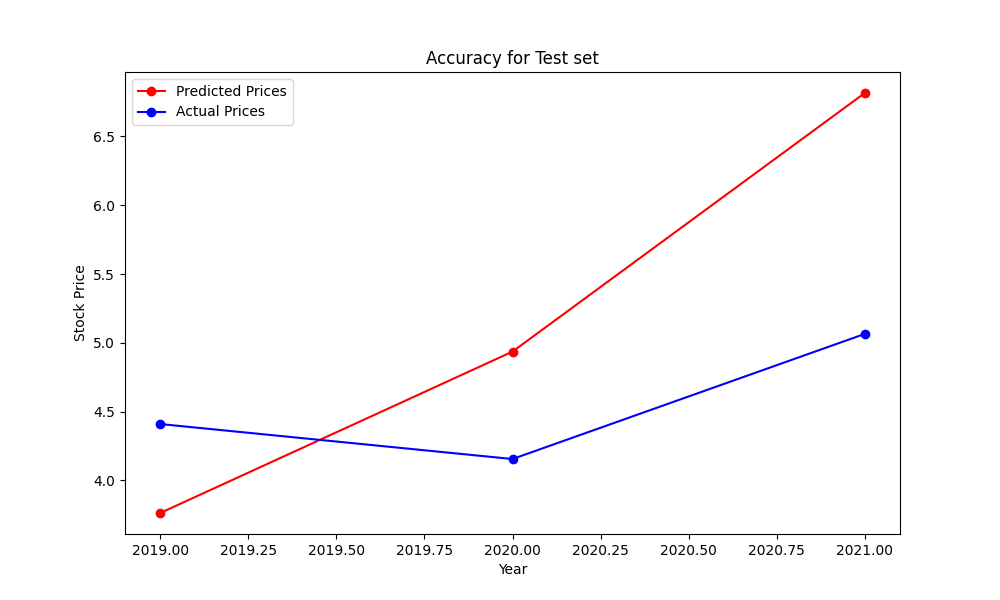 Accuracy for Test set
Predicted Prices
Actual Prices
6.5
6.0
5.5
5.0
4.5
4.0
Stock Price
2019.00 2019.25 2019.50 2019.75 2020.00 2020.25 2020.50 2020.75 2021.00
Year